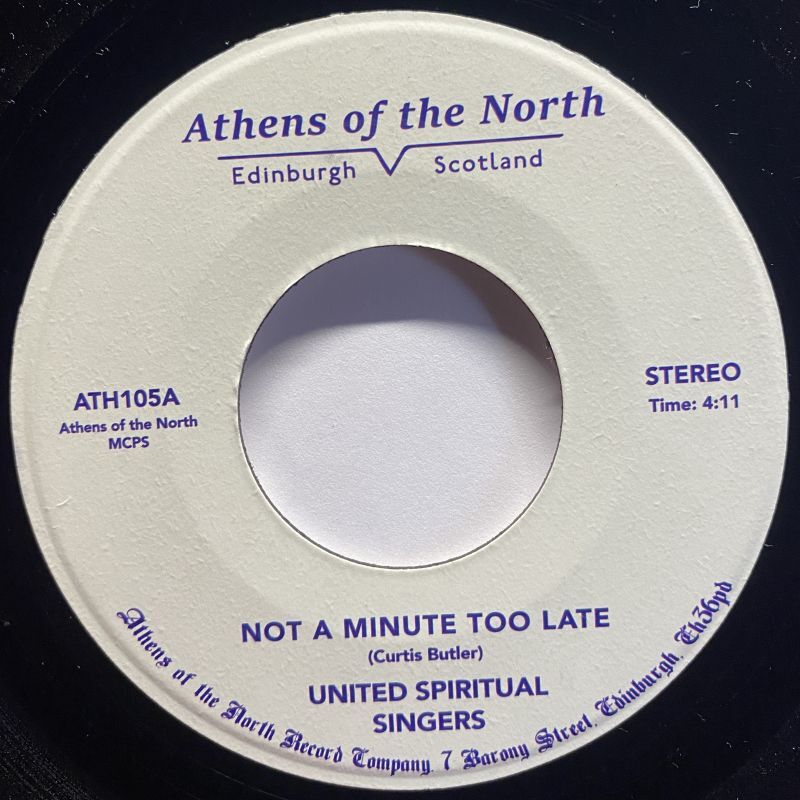 Athens of the North
Edinburgh Scotland
ATH105A
Athens of the North
MCPS
STEREO
Time: 4:11
NOT A MINUTE TOO LATE
(Curtis Butler)
UNITED SPIRITUAL
SINGERS
Athens of the North Record Company. 7 Barony Street. Edinburgh. Eh36pd